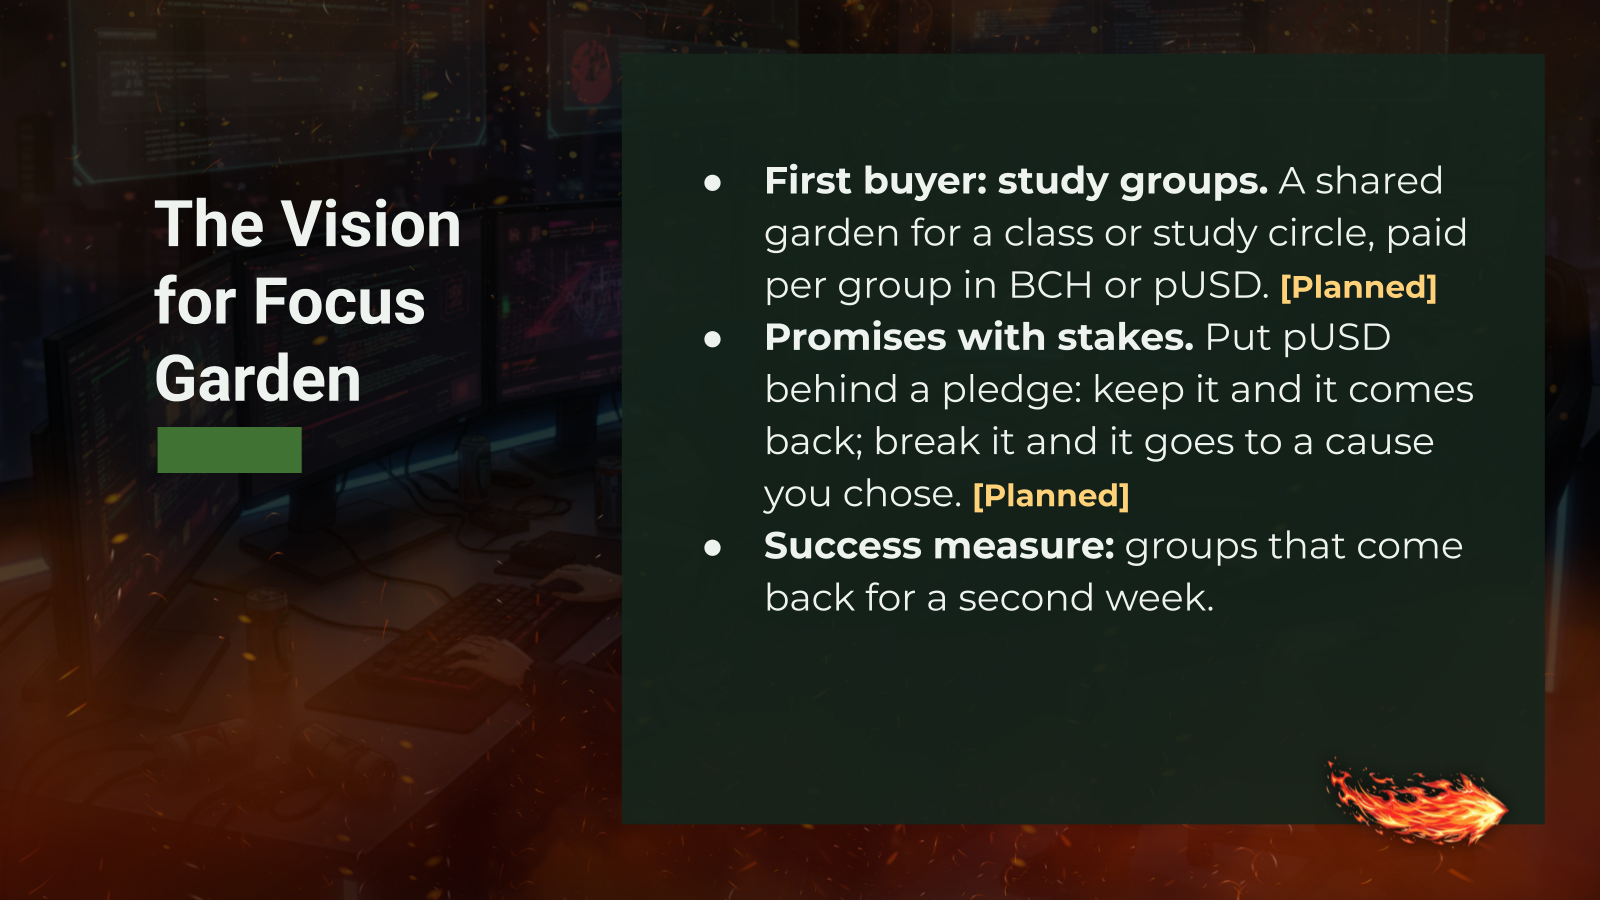 The Vision
for Focus
Garden
● First buyer: study groups. A shared
garden for a class or study circle, paid
per group in BCH or pUSD. [Planned]
● Promises with stakes. Put pUSD
behind a pledge: keep it and it comes
back; break it and it goes to a cause
you chose. [Planned]
● Success measure: groups that come
back for a second week.